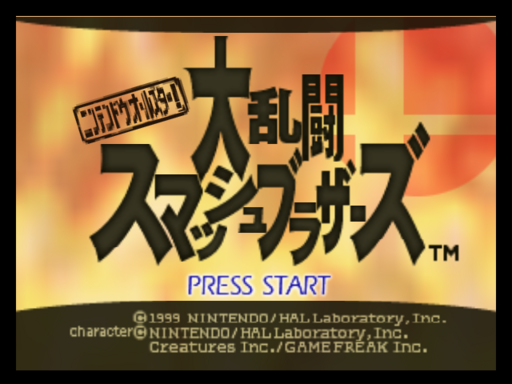 ニンテンドウオールスター!
大乱闘
スマッシュブラザーズ™
PRESS START
©1999 NINTENDO/HAL Laboratory, Inc.
character©NINTENDO/HAL Laboratory, Inc.
Creatures Inc./GAME FREAK Inc.